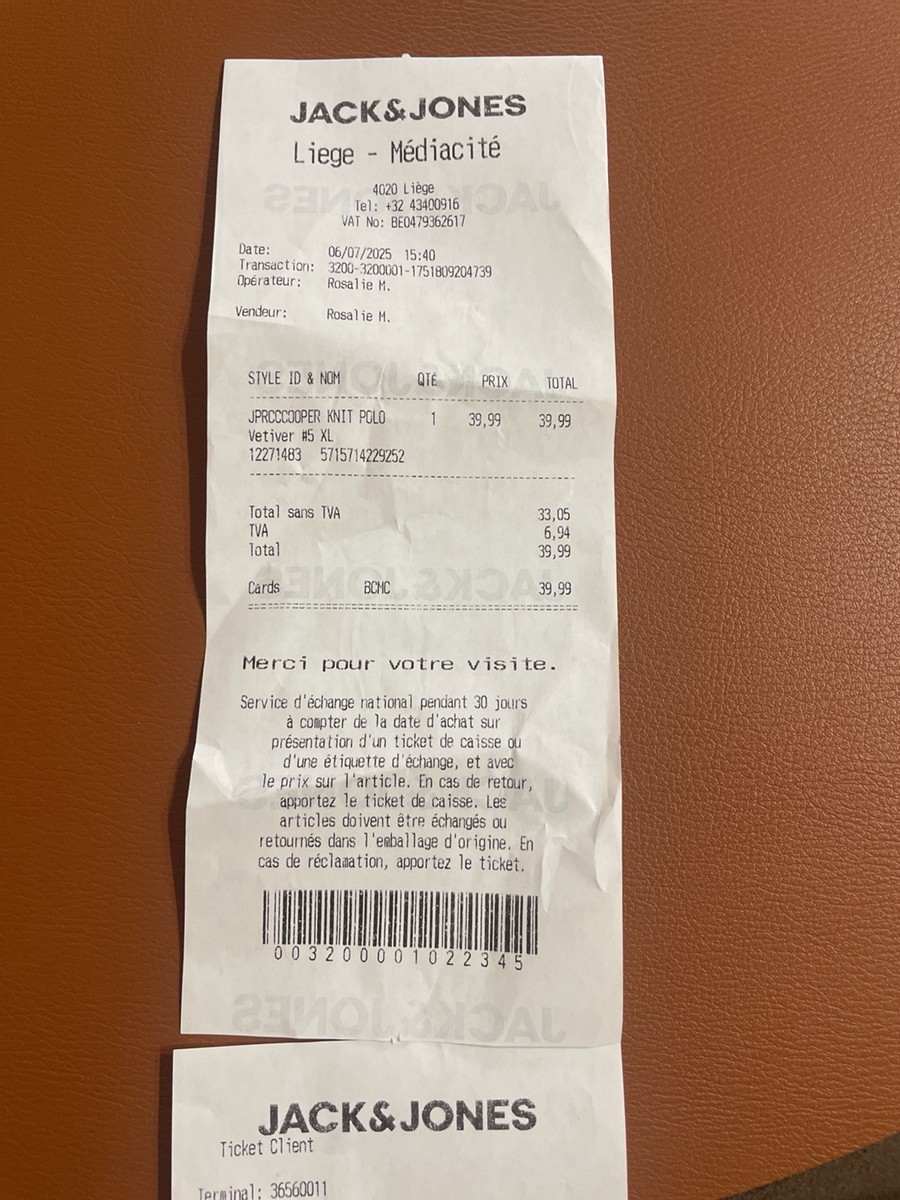 JACK&JONES
Liege - Médiacité
4020 Liège
Tel: +32 43400916
VAT No: BE0479362617
Date: 06/07/2025 15:40
Transaction: 3200-3200001-1751809204739
Opérateur: Rosalie M.
Vendeur: Rosalie M.
STYLE ID & NOM QTÉ PRIX TOTAL
JPRCCCOOPER KNIT POLO 1 39,99 39,99
Vetiver #5 XL
12271483 5715714229252
Total sans TVA 33,05
TVA 6,94
Total 39,99
Cards BCMC 39,99
Merci pour votre visite.
Service d'échange national pendant 30 jours
à compter de la date d'achat sur
présentation d'un ticket de caisse ou
d'une étiquette d'échange, et avec
le prix sur l'article. En cas de retour,
apportez le ticket de caisse. Les
articles doivent être échangés ou
retournés dans l'emballage d'origine. En
cas de réclamation, apportez le ticket.
003200001022345
JACK&JONES
Ticket Client
Terminal: 36560011